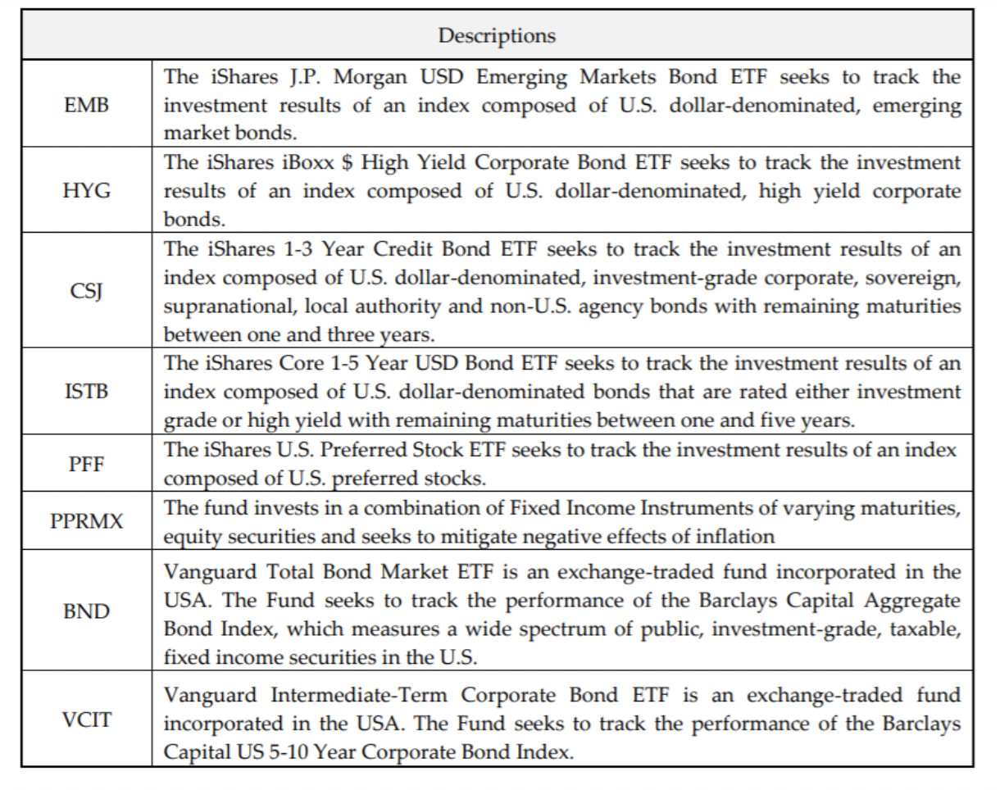 Descriptions
EMB
The iShares J.P. Morgan USD Emerging Markets Bond ETF seeks to track the
investment results of an index composed of U.S. dollar-denominated, emerging
market bonds.
HYG
The iShares iBoxx $ High Yield Corporate Bond ETF seeks to track the investment
results of an index composed of U.S. dollar-denominated, high yield corporate
bonds.
CSJ
The iShares 1-3 Year Credit Bond ETF seeks to track the investment results of an
index composed of U.S. dollar-denominated, investment-grade corporate, sovereign,
supranational, local authority and non-U.S. agency bonds with remaining maturities
between one and three years.
ISTB
The iShares Core 1-5 Year USD Bond ETF seeks to track the investment results of an
index composed of U.S. dollar-denominated bonds that are rated either investment
grade or high yield with remaining maturities between one and five years.
PFF
The iShares U.S. Preferred Stock ETF seeks to track the investment results of an index
composed of U.S. preferred stocks.
PPRMX
The fund invests in a combination of Fixed Income Instruments of varying maturities,
equity securities and seeks to mitigate negative effects of inflation
BND
Vanguard Total Bond Market ETF is an exchange-traded fund incorporated in the
USA. The Fund seeks to track the performance of the Barclays Capital Aggregate
Bond Index, which measures a wide spectrum of public, investment-grade, taxable,
fixed income securities in the U.S.
VCIT
Vanguard Intermediate-Term Corporate Bond ETF is an exchange-traded fund
incorporated in the USA. The Fund seeks to track the performance of the Barclays
Capital US 5-10 Year Corporate Bond Index.